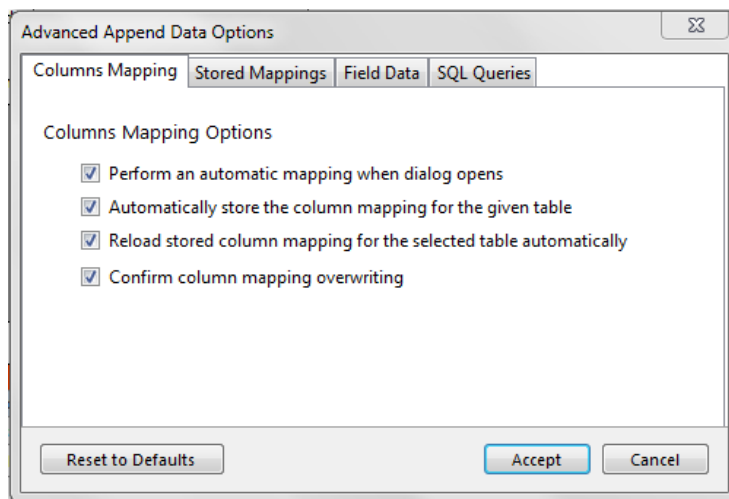 Advanced Append Data Options
Columns Mapping Stored Mappings Field Data SQL Queries
Columns Mapping Options
Perform an automatic mapping when dialog opens
Automatically store the column mapping for the given table
Reload stored column mapping for the selected table automatically
Confirm column mapping overwriting
Reset to Defaults Accept Cancel